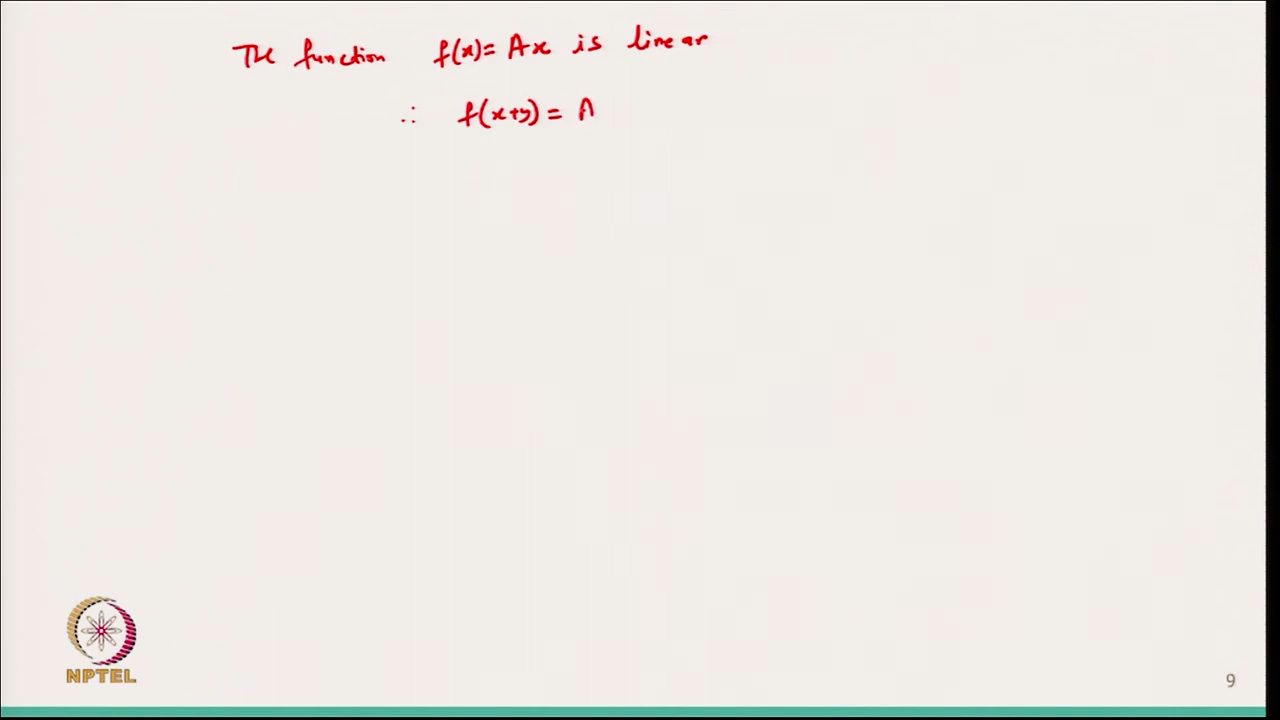 The function f(x)= Ax is linear
∴ f(x+y)= A
NPTEL
9